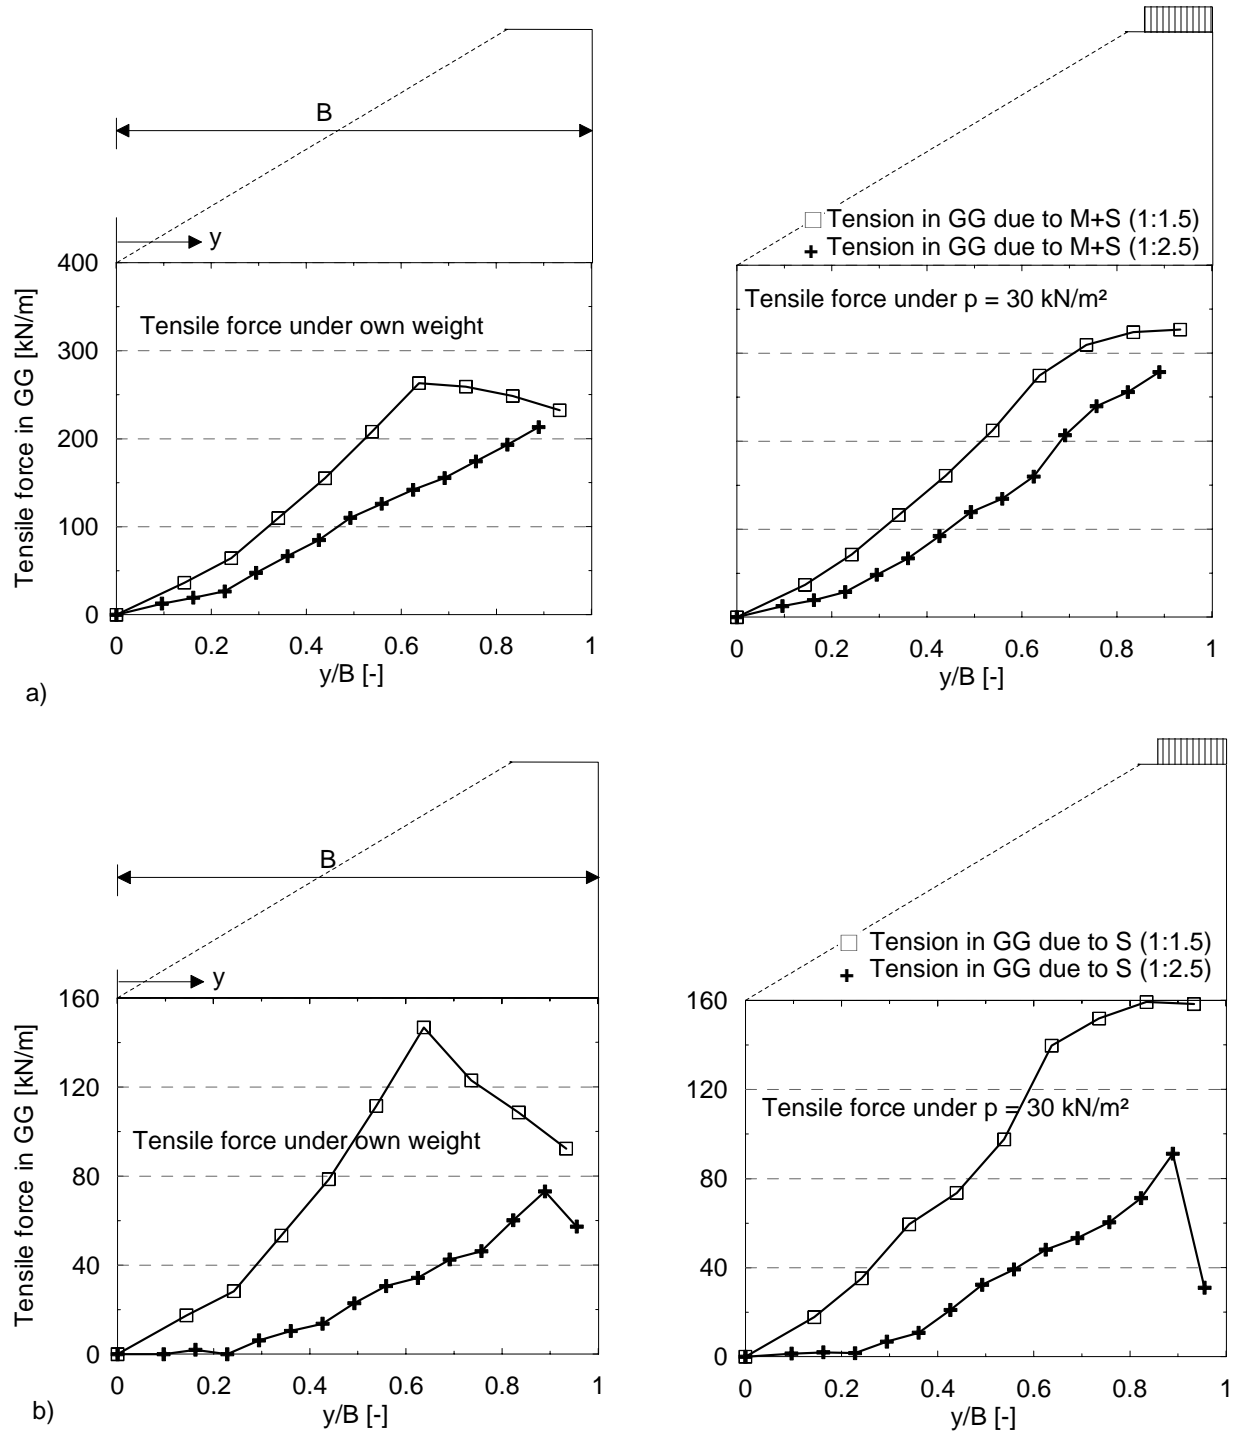 B
y
Tension in GG due to M+S (1:1.5)
Tension in GG due to M+S (1:2.5)
Tensile force in GG [kN/m]
400
300
200
100
0
Tensile force under own weight
0 0.2 0.4 0.6 0.8 1
y/B [-]
Tensile force under p = 30 kN/m²
0 0.2 0.4 0.6 0.8 1
y/B [-]
a)
B
y
Tension in GG due to S (1:1.5)
Tension in GG due to S (1:2.5)
Tensile force in GG [kN/m]
160
120
80
40
0
Tensile force under own weight
0 0.2 0.4 0.6 0.8 1
y/B [-]
160
120
80
40
0
Tensile force under p = 30 kN/m²
0 0.2 0.4 0.6 0.8 1
y/B [-]
b)